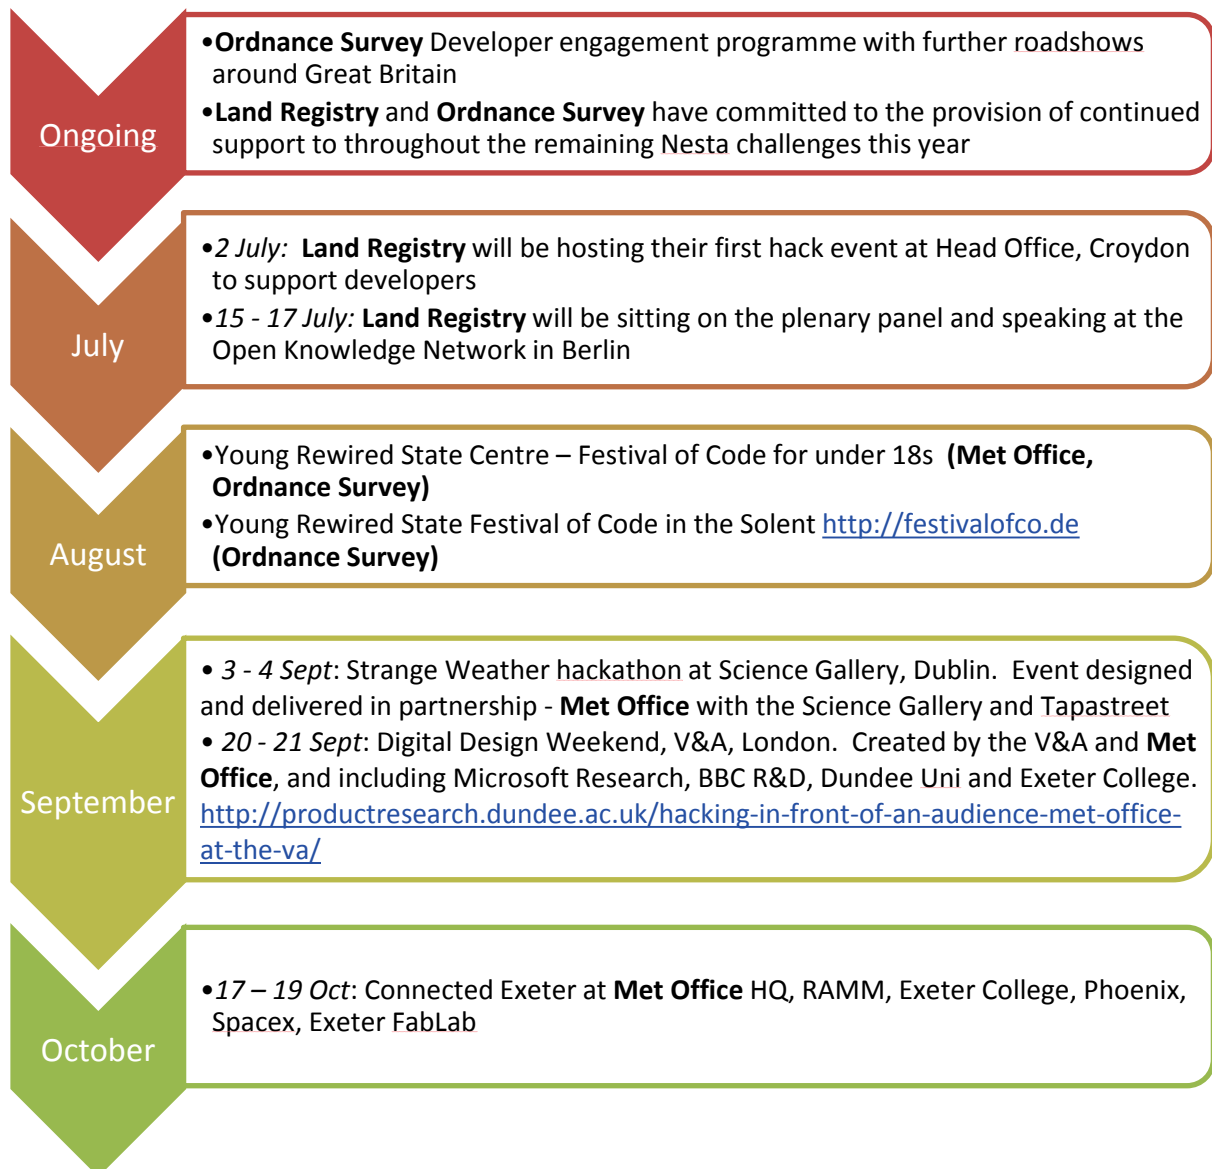 Ongoing
•Ordnance Survey Developer engagement programme with further roadshows
around Great Britain
•Land Registry and Ordnance Survey have committed to the provision of continued
support to throughout the remaining Nesta challenges this year
July
•2 July:  Land Registry will be hosting their first hack event at Head Office, Croydon
to support developers
•15 - 17 July: Land Registry will be sitting on the plenary panel and speaking at the
Open Knowledge Network in Berlin
August
•Young Rewired State Centre – Festival of Code for under 18s  (Met Office,
Ordnance Survey)
•Young Rewired State Festival of Code in the Solent http://festivalofco.de
(Ordnance Survey)
September
• 3 - 4 Sept: Strange Weather hackathon at Science Gallery, Dublin.  Event designed
and delivered in partnership - Met Office with the Science Gallery and Tapastreet
• 20 - 21 Sept: Digital Design Weekend, V&A, London.  Created by the V&A and Met
Office, and including Microsoft Research, BBC R&D, Dundee Uni and Exeter College.
http://productresearch.dundee.ac.uk/hacking-in-front-of-an-audience-met-office-
at-the-va/
October
•17 – 19 Oct: Connected Exeter at Met Office HQ, RAMM, Exeter College, Phoenix,
Spacex, Exeter FabLab